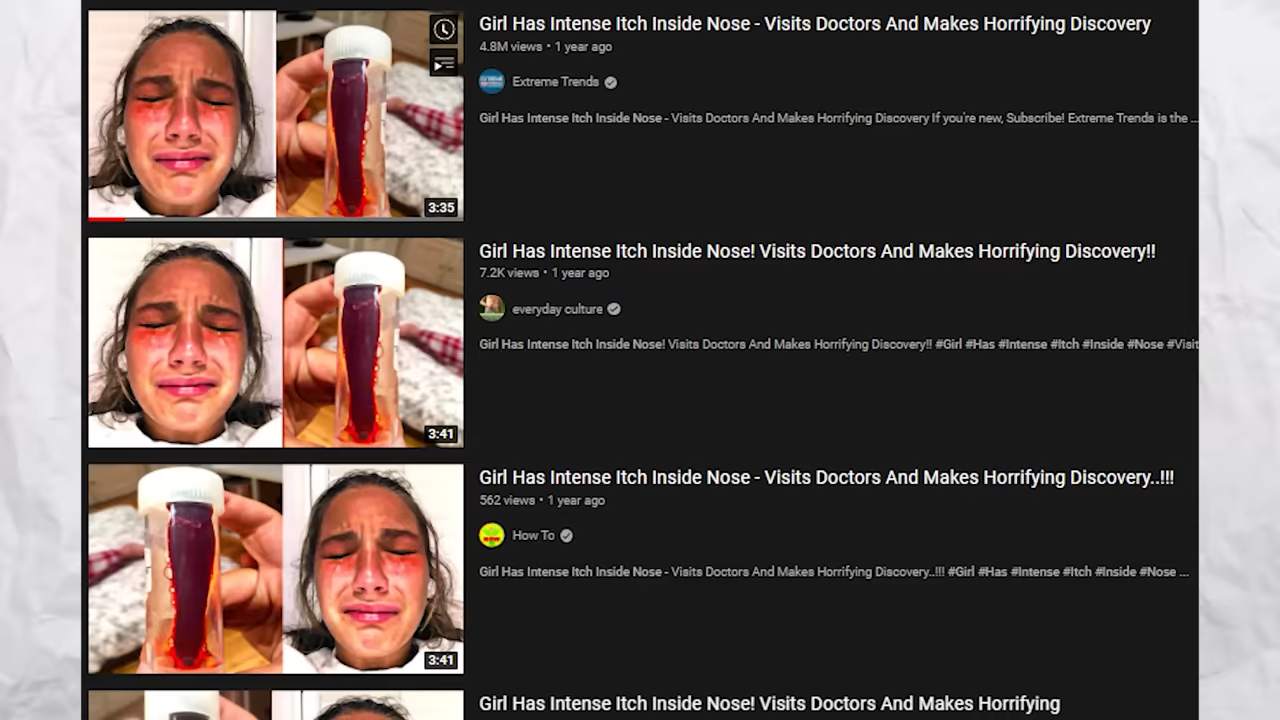 Girl Has Intense Itch Inside Nose - Visits Doctors And Makes Horrifying Discovery
4.8M views • 1 year ago
Extreme Trends
Girl Has Intense Itch Inside Nose - Visits Doctors And Makes Horrifying Discovery If you're new, Subscribe! Extreme Trends is the ...
3:35
Girl Has Intense Itch Inside Nose! Visits Doctors And Makes Horrifying Discovery!!
7.2K views • 1 year ago
everyday culture
Girl Has Intense Itch Inside Nose! Visits Doctors And Makes Horrifying Discovery!! #Girl #Has #Intense #Itch #Inside #Nose #Visit
3:41
Girl Has Intense Itch Inside Nose - Visits Doctors And Makes Horrifying Discovery..!!!
562 views • 1 year ago
How To
Girl Has Intense Itch Inside Nose - Visits Doctors And Makes Horrifying Discovery..!!! #Girl #Has #Intense #Itch #Inside #Nose ...
3:41
Girl Has Intense Itch Inside Nose! Visits Doctors And Makes Horrifying